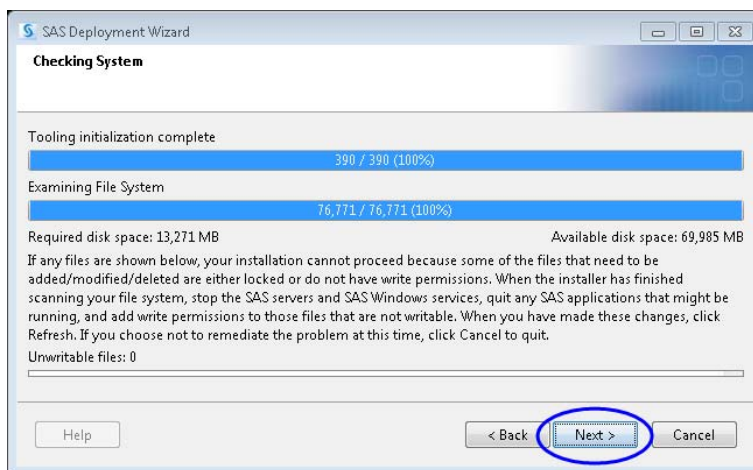 SAS Deployment Wizard
Checking System
Tooling initialization complete
390 / 390 (100%)
Examining File System
76,771 / 76,771 (100%)
Required disk space: 13,271 MB
Available disk space: 69,985 MB
If any files are shown below, your installation cannot proceed because some of the files that need to be
added/modified/deleted are either locked or do not have write permissions. When the installer has finished
scanning your file system, stop the SAS servers and SAS Windows services, quit any SAS applications that might be
running, and add write permissions to those files that are not writable. When you have made these changes, click
Refresh. If you choose not to remediate the problem at this time, click Cancel to quit.
Unwritable files: 0
Help
< Back
Next >
Cancel